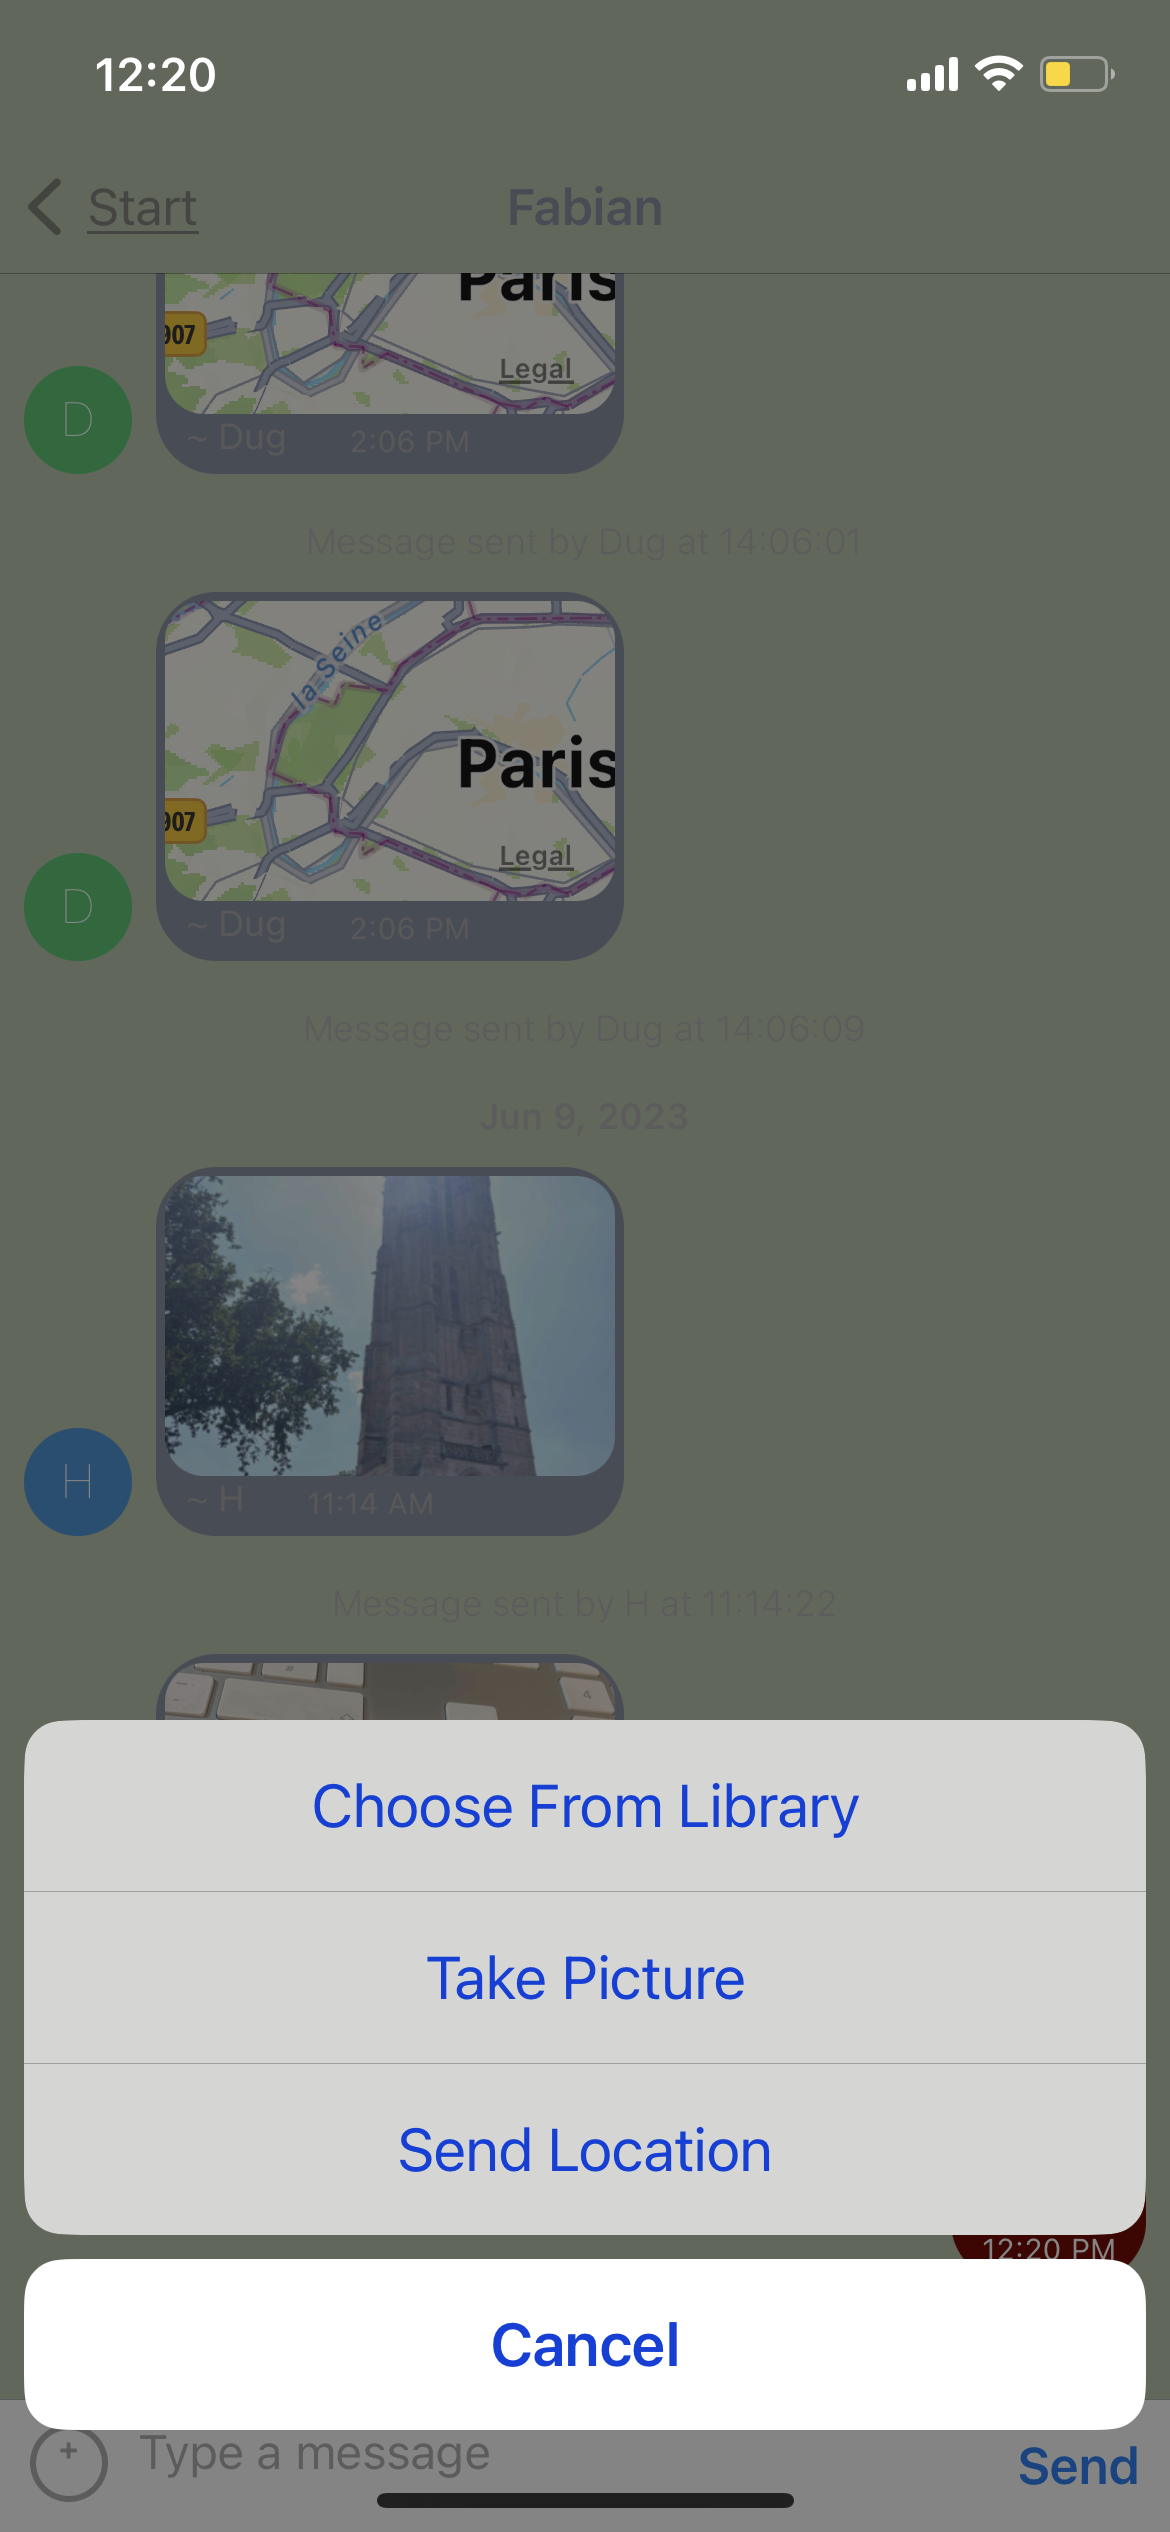 12:20
Start
Fabian
Paris
907
Legal
D
~ Dug 2:06 PM
Message sent by Dug at 14:06:01
la Seine
Paris
907
Legal
D
~ Dug 2:06 PM
Message sent by Dug at 14:06:09
Jun 9, 2023
H
~ H 11:14 AM
Message sent by H at 11:14:22
4
Choose From Library
Take Picture
Send Location
12:20 PM
Cancel
+
Type a message
Send